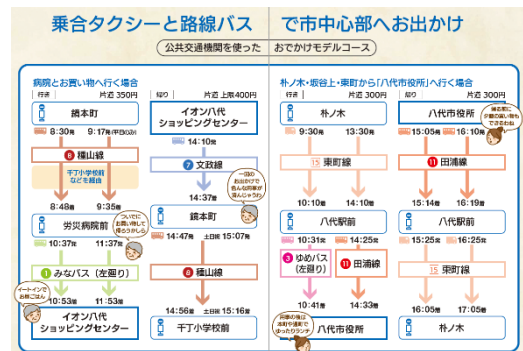 乗合タクシーと路線バス で市中心部へお出かけ
公共交通機関を使った おでかけモデルコース
病院とお買い物へ行く場合
行き 片道 350円
鏡本町
8:30発 9:17発(平日のみ)
6 種山線
千丁小学校前
などを経由
8:48着 9:35着
労災病院前
ついでに
お買い物して
帰ろうかしら
10:37発 11:37発
1 みなバス(左廻り)
イートインで
お昼ごはん
10:53着 11:53着
イオン八代
ショッピングセンター
帰り 片道 上限400円
イオン八代
ショッピングセンター
14:10発
7 文政線
14:37着
一回の
お出かけで
色んな用事が
済んじゃうわ
鏡本町
14:47発 土日祝 15:07発
6 種山線
14:56着 土日祝 15:16着
千丁小学校前
朴ノ木・坂谷上・東町から「八代市役所」へ行く場合
行き 片道 300円
朴ノ木
9:30発 13:30発
15 東町線
10:10着 14:10着
八代駅前
10:31発 14:25発
3 ゆめバス
(左廻り)
11 田浦線
10:41着 14:33着
用事の後は
本町や通町で
ゆったりランチ
八代市役所
帰り 片道 300円
八代市役所
帰る前に
夕飯の買い物も
できるわね
15:05発 16:10発
11 田浦線
15:14着 16:19着
八代駅前
15:25発 16:25発
15 東町線
16:05着 17:05着
朴ノ木